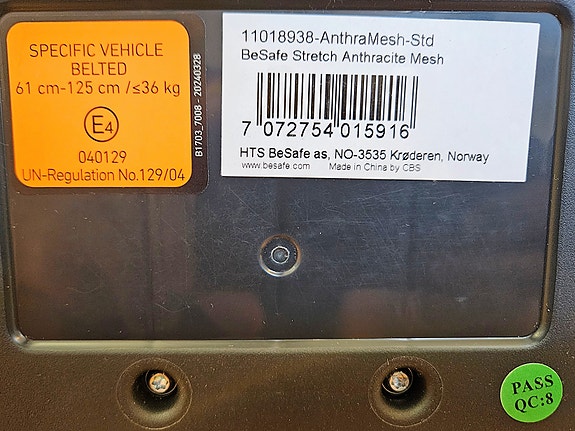 SPECIFIC VEHICLE
BELTED
61 cm-125 cm /≤36 kg
E4
040129
UN-Regulation No.129/04
B1703_7008 - 20240328
11018938-AnthraMesh-Std
BeSafe Stretch Anthracite Mesh
7 072754 015916
HTS BeSafe as, NO-3535 Krøderen, Norway
www.besafe.com Made in China by CBS
PASS
QC:8